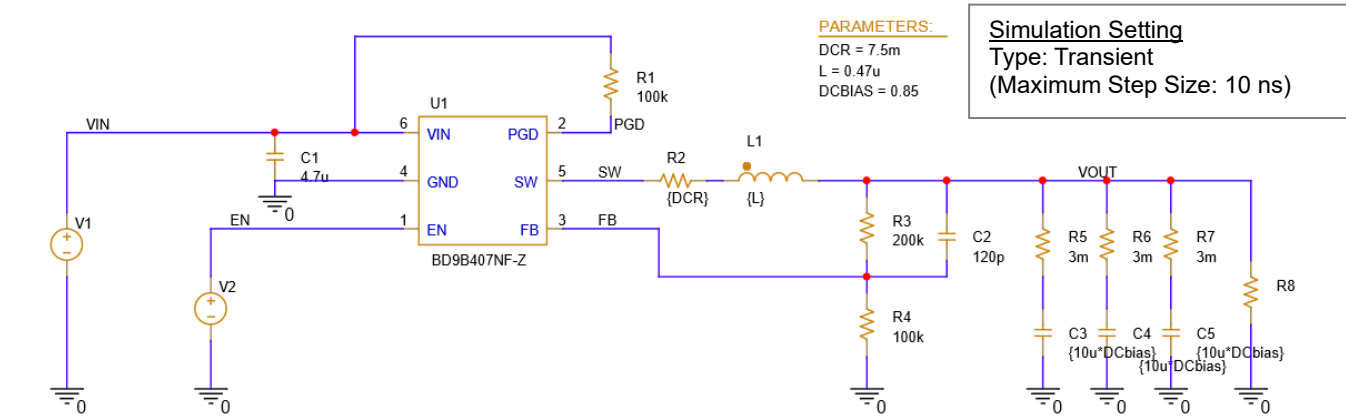 PARAMETERS:
DCR = 7.5m
L = 0.47u
DCBIAS = 0.85
Simulation Setting
Type: Transient
(Maximum Step Size: 10 ns)
VIN
C1
4.7u
0
V1
0
EN
V2
0
U1
6 VIN
4 GND
1 EN
PGD 2
SW 5
FB 3
BD9B407NF-Z
R1
100k
PGD
SW
R2
{DCR}
L1
{L}
FB
R3
200k
C2
120p
R4
100k
0
VOUT
R5
3m
R6
3m
R7
3m
R8
C3
{10u*DCbias}
C4
{10u*DCbias}
C5
{10u*DCbias}
0
0
0
0